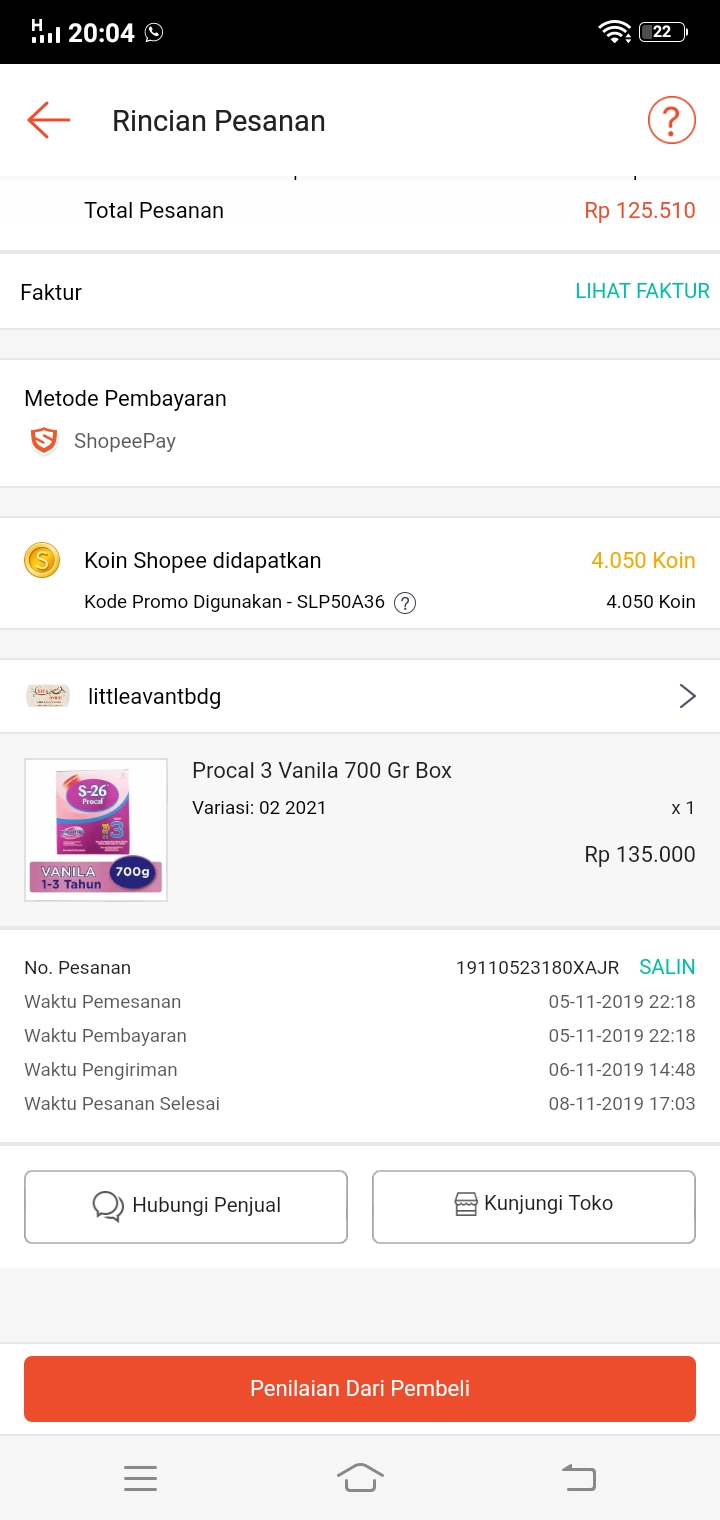 H
20:04
22
Rincian Pesanan
?
Total Pesanan Rp 125.510
Faktur LIHAT FAKTUR
Metode Pembayaran
ShopeePay
Koin Shopee didapatkan 4.050 Koin
Kode Promo Digunakan - SLP50A36 ? 4.050 Koin
littleavantbdg
Procal 3 Vanila 700 Gr Box
Variasi: 02 2021 x 1
Rp 135.000
S-26
Procal
3
VANILA 700g
1-3 Tahun
No. Pesanan 19110523180XAJR SALIN
Waktu Pemesanan 05-11-2019 22:18
Waktu Pembayaran 05-11-2019 22:18
Waktu Pengiriman 06-11-2019 14:48
Waktu Pesanan Selesai 08-11-2019 17:03
Hubungi Penjual Kunjungi Toko
Penilaian Dari Pembeli